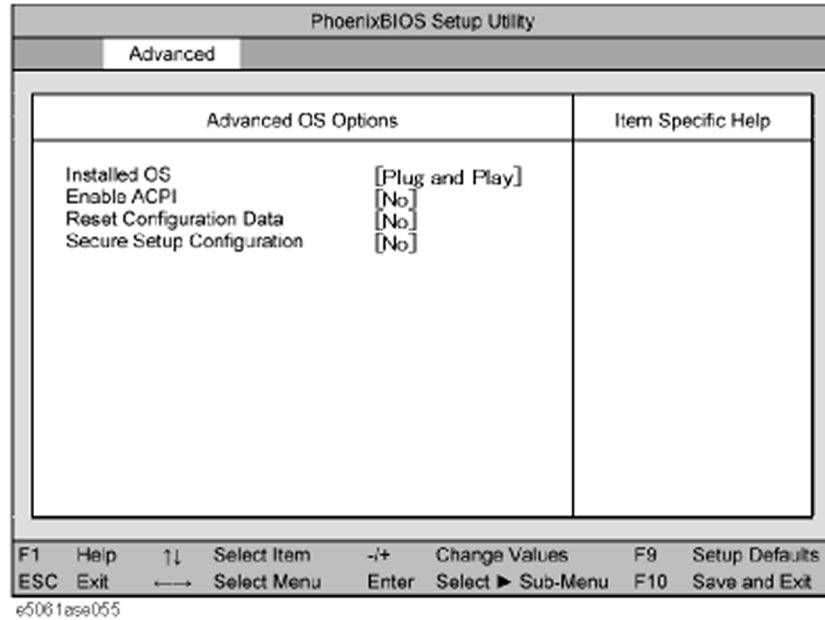 PhoenixBIOS Setup Utility
Advanced
Advanced OS Options
Item Specific Help
Installed OS [Plug and Play]
Enable ACPI [No]
Reset Configuration Data [No]
Secure Setup Configuration [No]
F1 Help ↑↓ Select Item -/+ Change Values F9 Setup Defaults
ESC Exit ←→ Select Menu Enter Select ▶ Sub-Menu F10 Save and Exit
e5061ase055